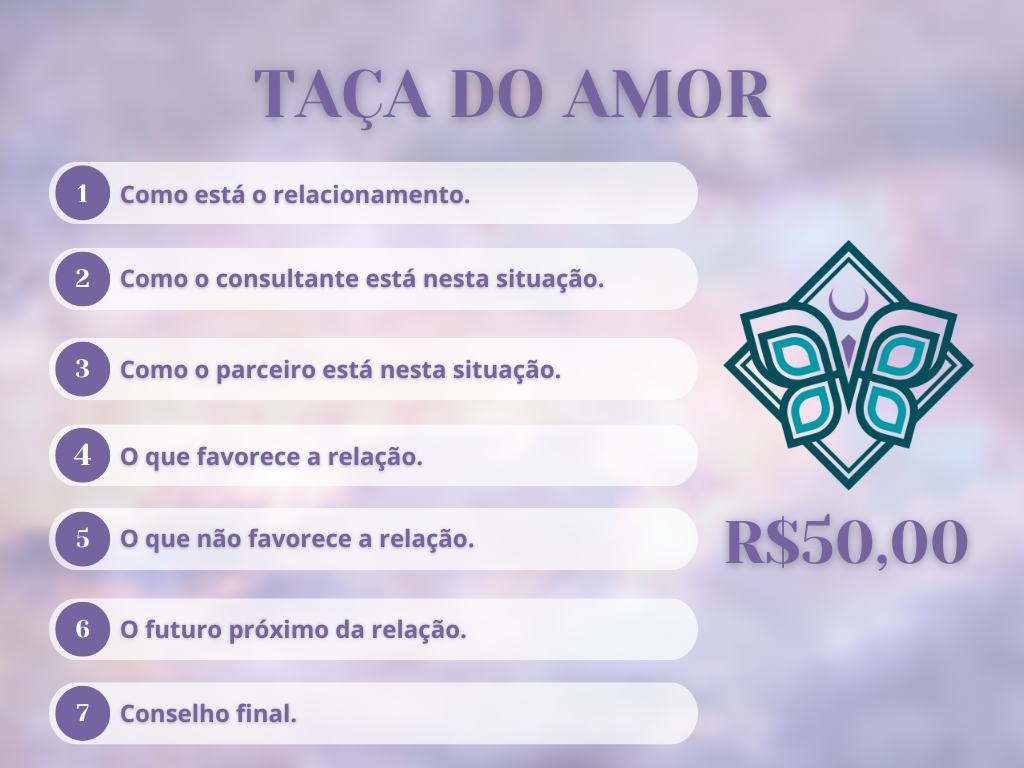 TAÇA DO AMOR
1 Como está o relacionamento.
2 Como o consultante está nesta situação.
3 Como o parceiro está nesta situação.
4 O que favorece a relação.
5 O que não favorece a relação.
6 O futuro próximo da relação.
7 Conselho final.
R$50,00